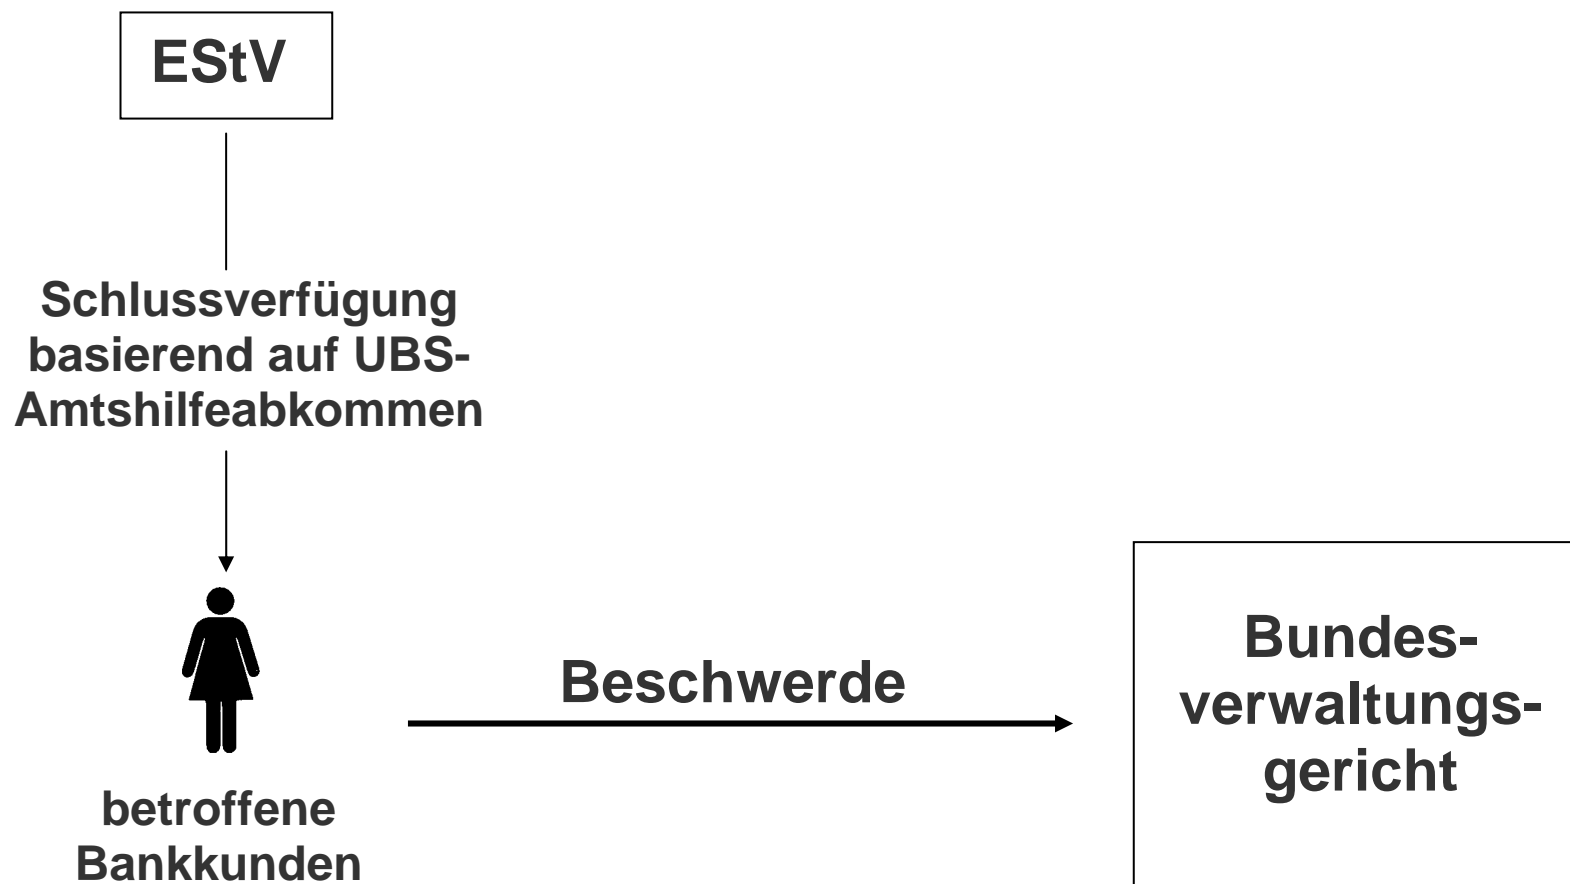 EStV
Schlussverfügung
basierend auf UBS-
Amtshilfeabkommen
Beschwerde
betroffene
Bankkunden
Bundes-
verwaltungs-
gericht